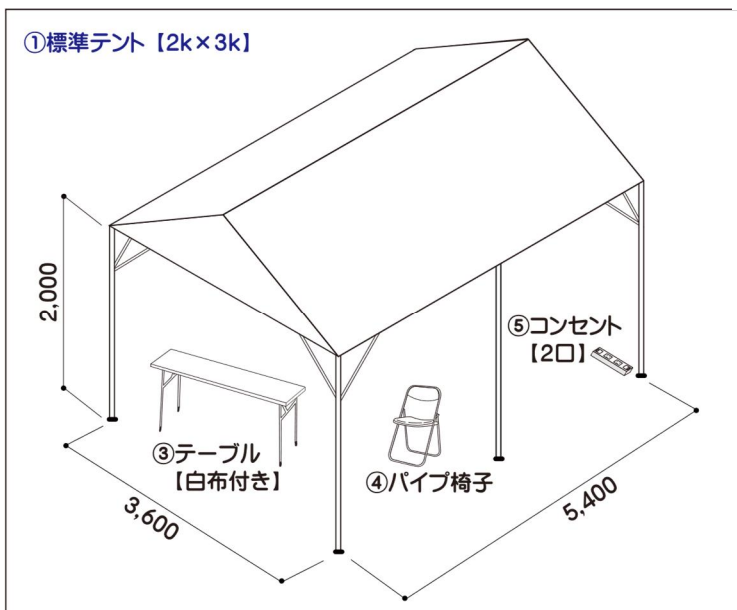 ①標準テント【2k×3k】
2,000
⑤コンセント
【2口】
③テーブル
【白布付き】
④パイプ椅子
3,600
5,400